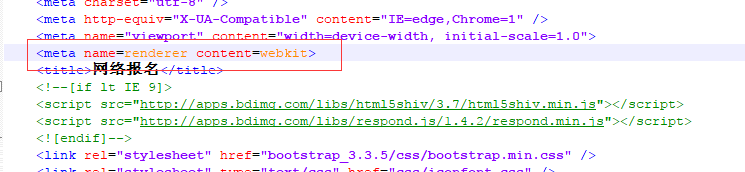 <meta charset="utf-8" />
<meta http-equiv="X-UA-Compatible" content="IE=edge,Chrome=1" />
<meta name="viewport" content="width=device-width, initial-scale=1.0">
<meta name=renderer content=webkit>
<title>网络报名</title>
<!--[if lt IE 9]>
<script src="http://apps.bdimg.com/libs/html5shiv/3.7/html5shiv.min.js"></script>
<script src="http://apps.bdimg.com/libs/respond.js/1.4.2/respond.min.js"></script>
<![endif]-->
<link rel="stylesheet" href="bootstrap_3.3.5/css/bootstrap.min.css" />
<link rel="stylesheet" type="text/css" href="css/iconfont.css" />